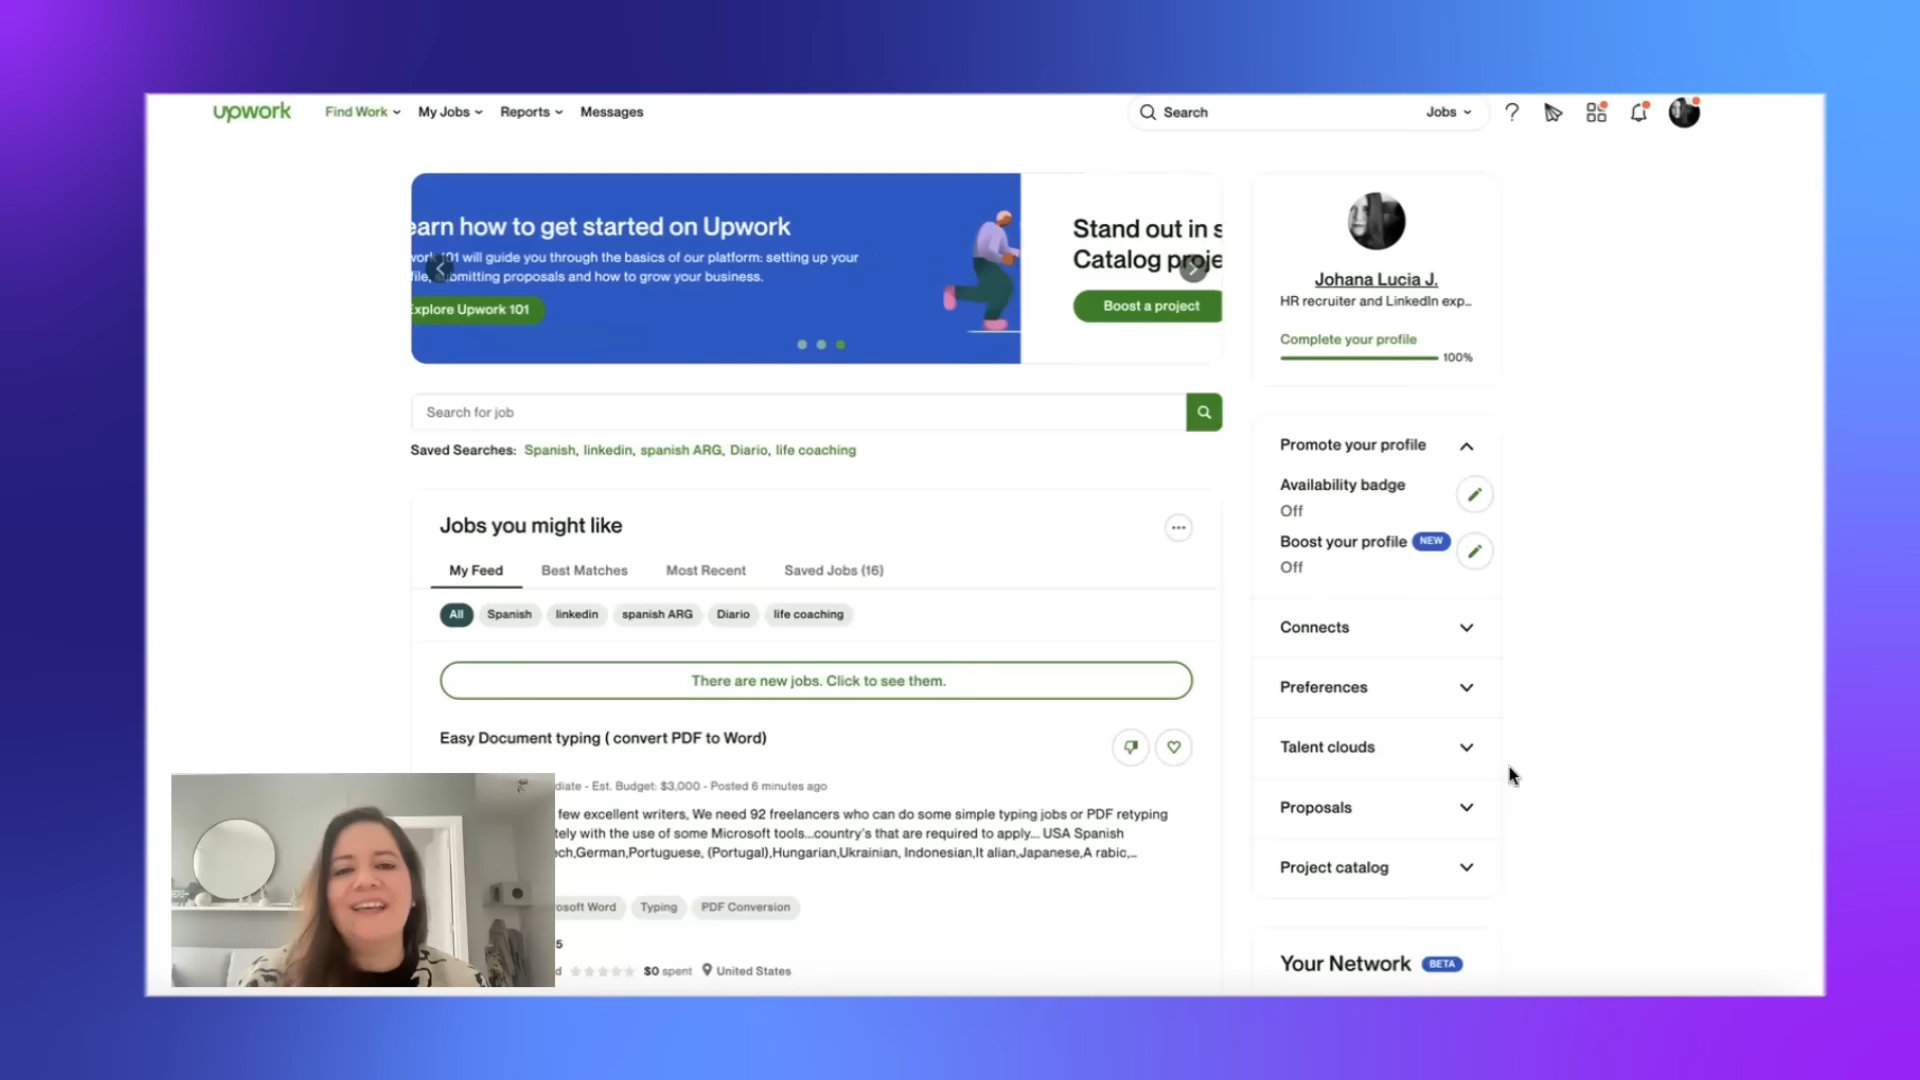 upwork
Find Work
My Jobs
Reports
Messages
Search
Jobs
earn how to get started on Upwork
101 will guide you through the basics of our platform: setting up your
submitting proposals and how to grow your business.
Explore Upwork 101
Stand out in s
Catalog proje
Boost a project
Johana Lucia J.
HR recruiter and LinkedIn exp...
Complete your profile
100%
Search for job
Saved Searches: Spanish, linkedin, spanish ARG, Diario, life coaching
Promote your profile
Availability badge
Off
Boost your profile NEW
Off
Connects
Preferences
Talent clouds
Proposals
Project catalog
Your Network BETA
Jobs you might like
My Feed
Best Matches
Most Recent
Saved Jobs (16)
All
Spanish
linkedin
spanish ARG
Diario
life coaching
There are new jobs. Click to see them.
Easy Document typing ( convert PDF to Word)
diate - Est. Budget: $3,000 - Posted 6 minutes ago
few excellent writers, We need 92 freelancers who can do some simple typing jobs or PDF retyping
tely with the use of some Microsoft tools...country's that are required to apply... USA Spanish
ch,German,Portuguese, (Portugal),Hungarian,Ukrainian, Indonesian,It alian,Japanese,A rabic,...
osoft Word
Typing
PDF Conversion
5
d
$0 spent
United States